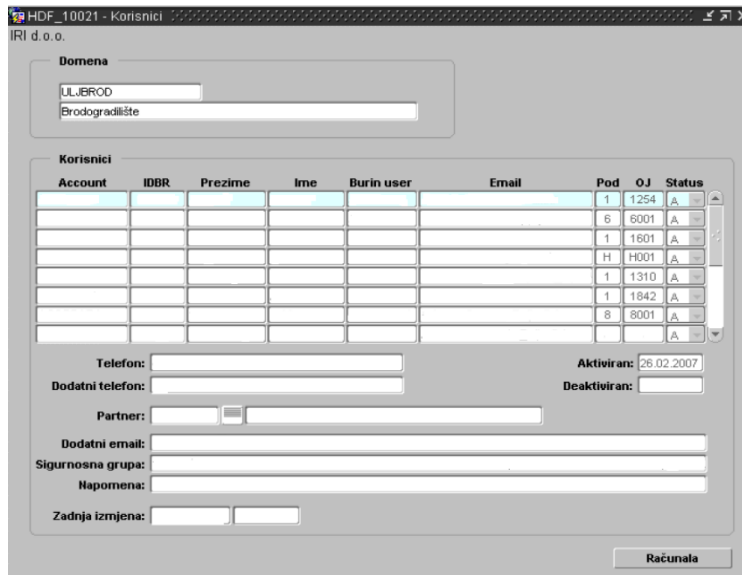 HDF_10021 - Korisnici
IRI d.o.o.
Domena
ULJBROD
Brodogradilište
Korisnici
Account IDBR Prezime Ime Burin user Email Pod OJ Status
1 1254 A
6 6001 A
1 1601 A
H H001 A
1 1310 A
1 1842 A
8 8001 A
A
Telefon: Aktiviran: 26.02.2007
Dodatni telefon: Deaktiviran:
Partner:
Dodatni email:
Sigurnosna grupa:
Napomena:
Zadnja izmjena:
Računala